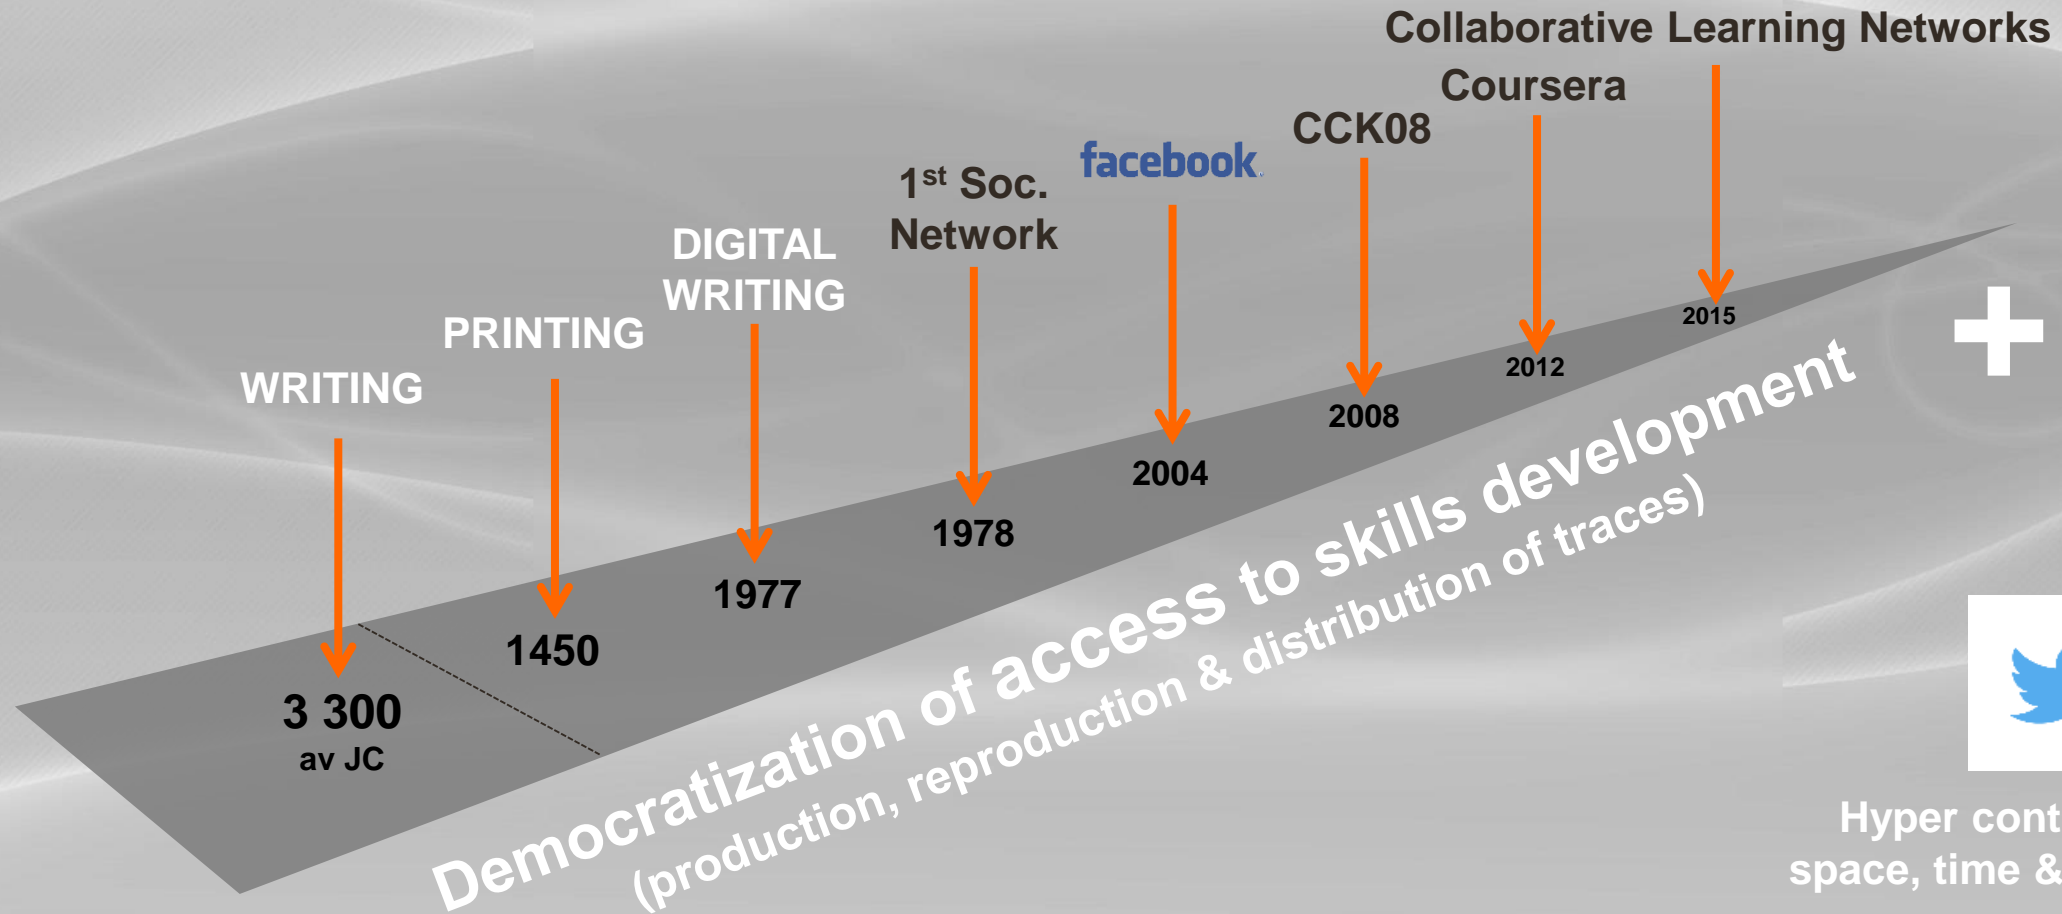 Collaborative Learning Networks
Coursera
CCK08
facebook
1st Soc.
Network
DIGITAL
WRITING
PRINTING
WRITING
3 300
av JC
1450
1977
1978
2004
2008
2012
2015
Democratization of access to skills development
(production, reproduction & distribution of traces)
+
Hyper cont
space, time &